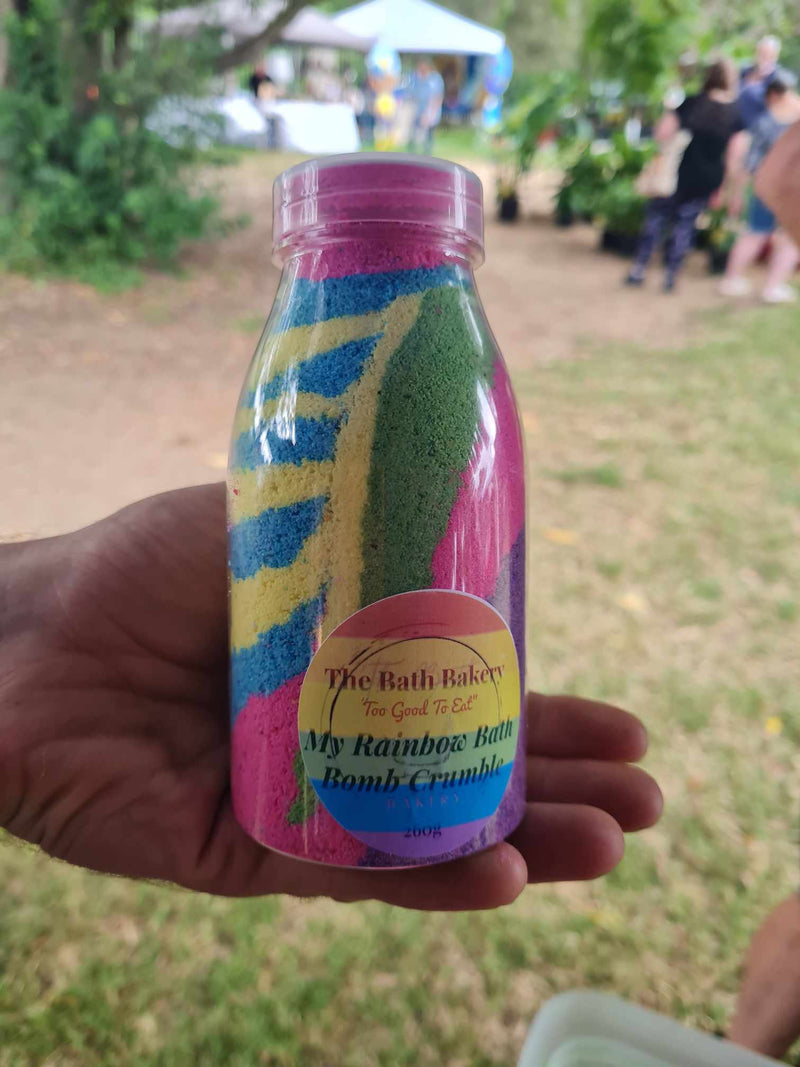 The Bath Bakery
"Too Good To Eat"
My Rainbow Bath
Bomb Crumble
BAKERY
260g